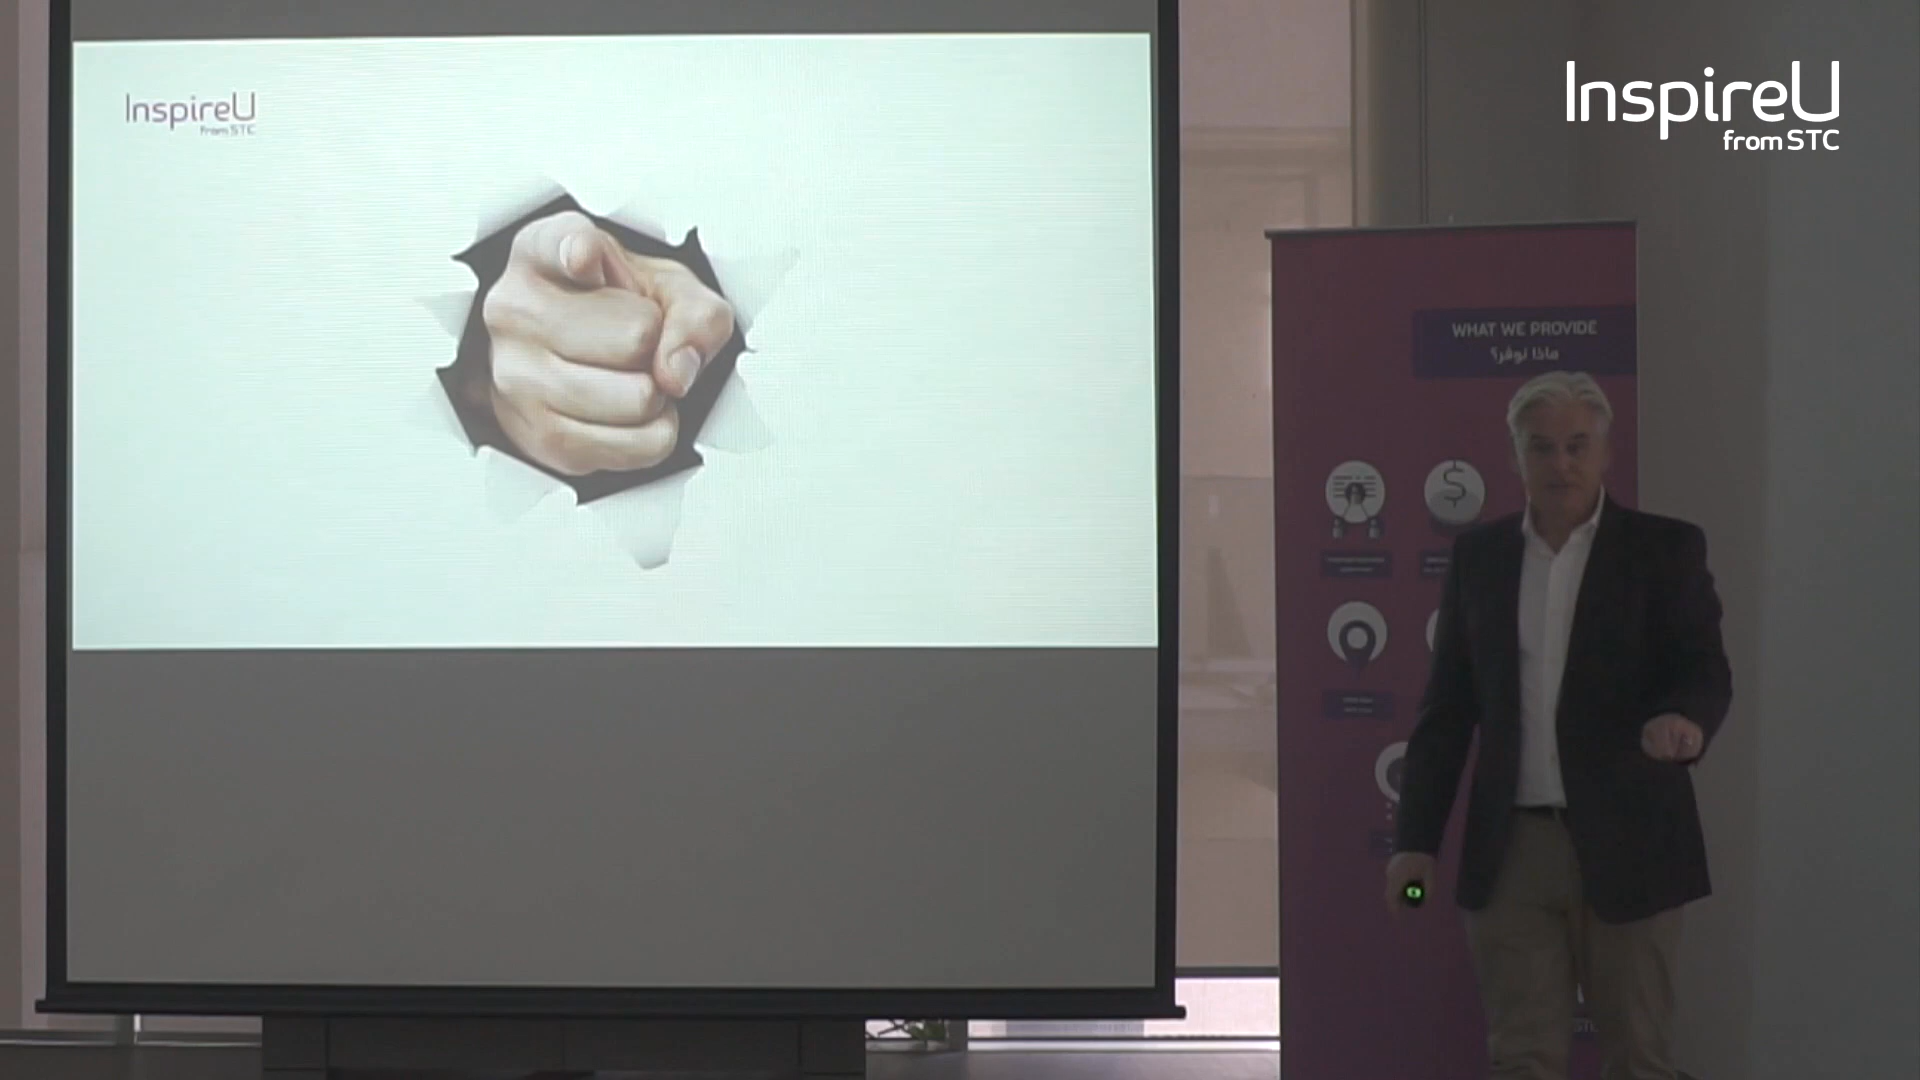 InspireU
from STC
InspireU
from STC
WHAT WE PROVIDE
ماذا نوفر؟